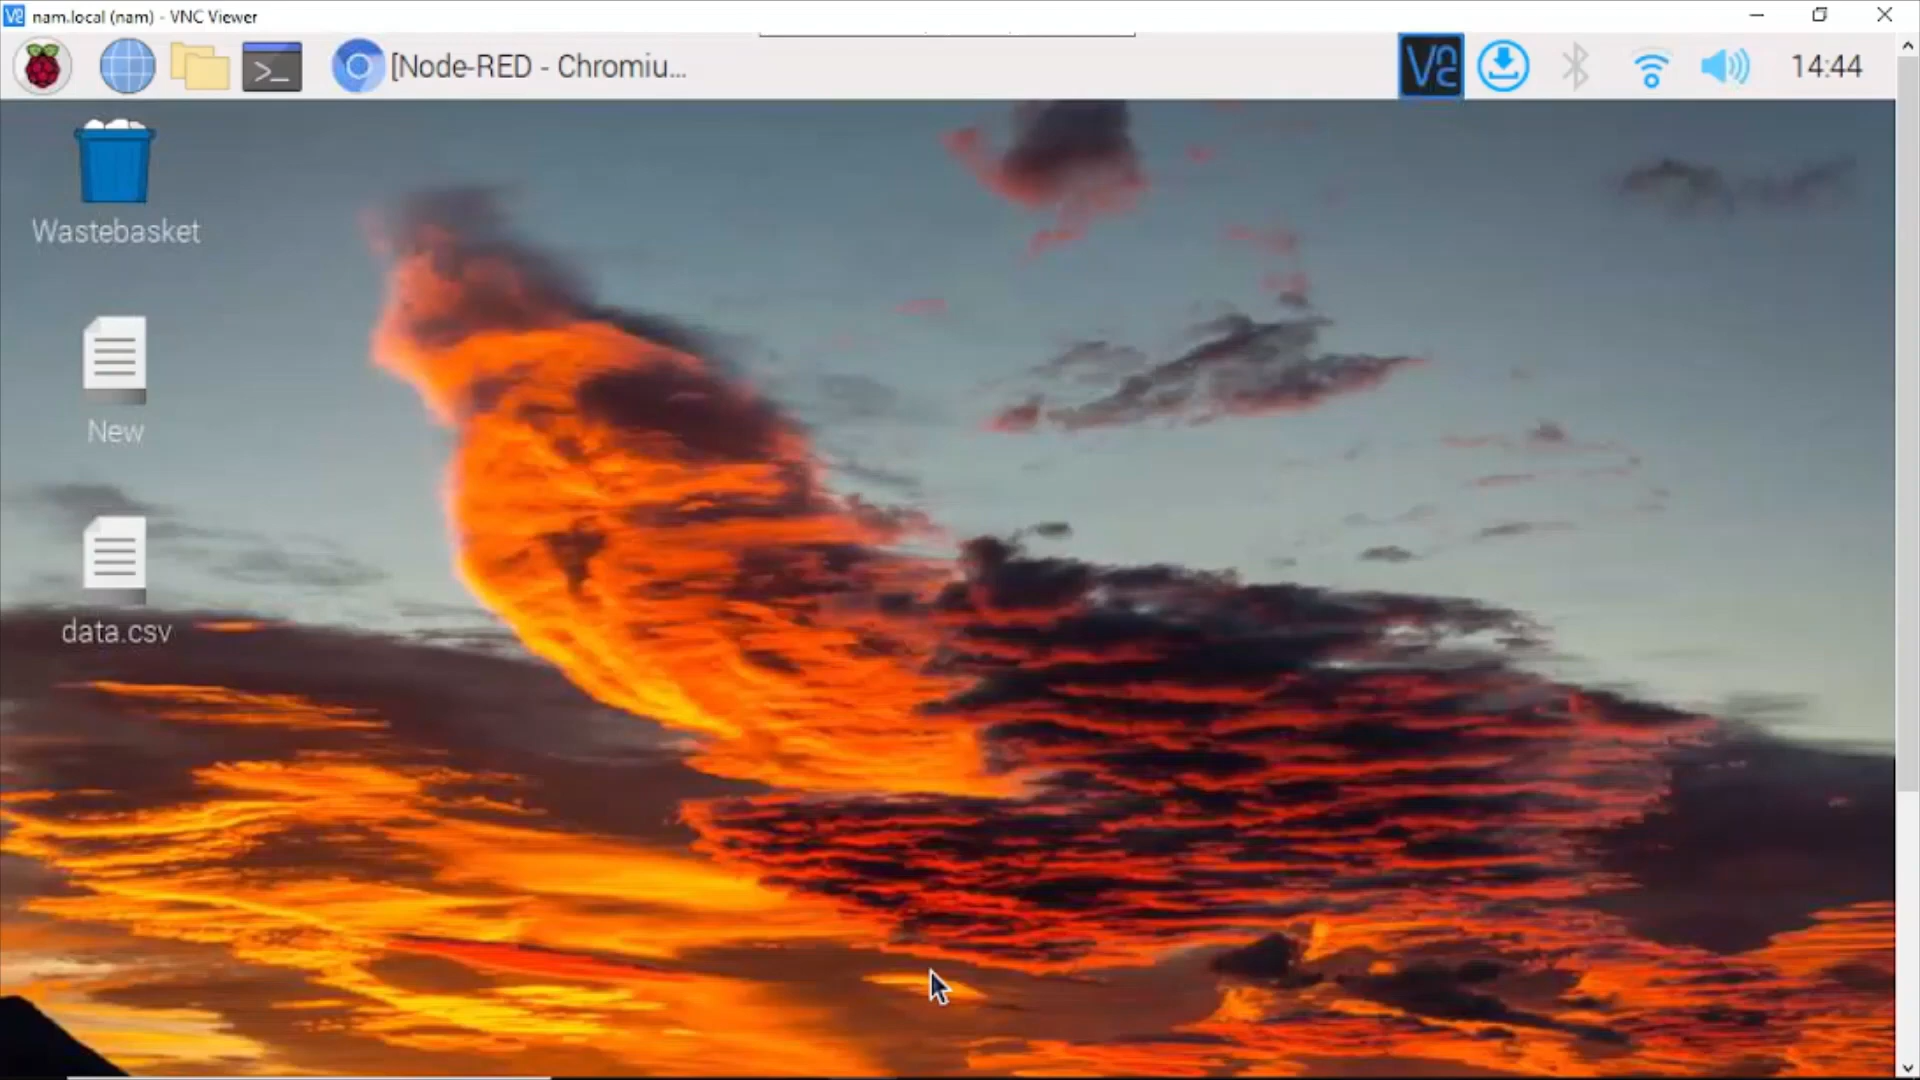 nam.local (nam) - VNC Viewer
[Node-RED - Chromiu...
14:44
Wastebasket
New
data.csv